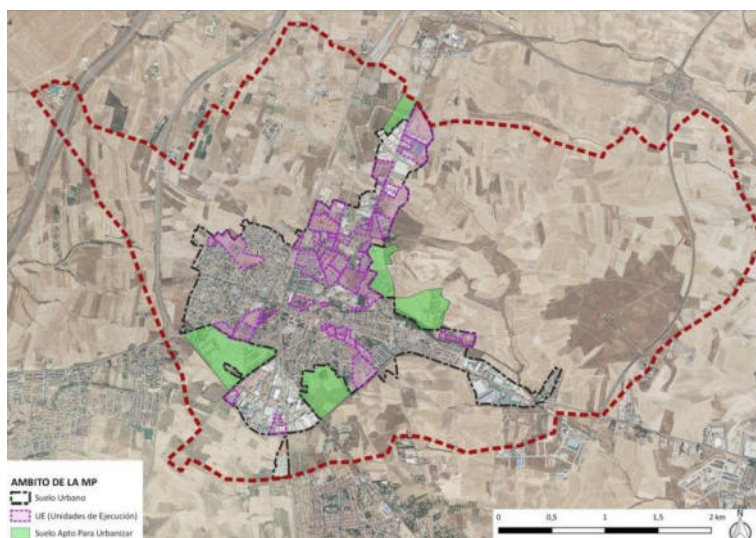 AMBITO DE LA MP
Suelo Urbano
UE (Unidades de Ejecución)
Suelo Apto Para Urbanizar
0 0,5 1 1,5 2 km
N